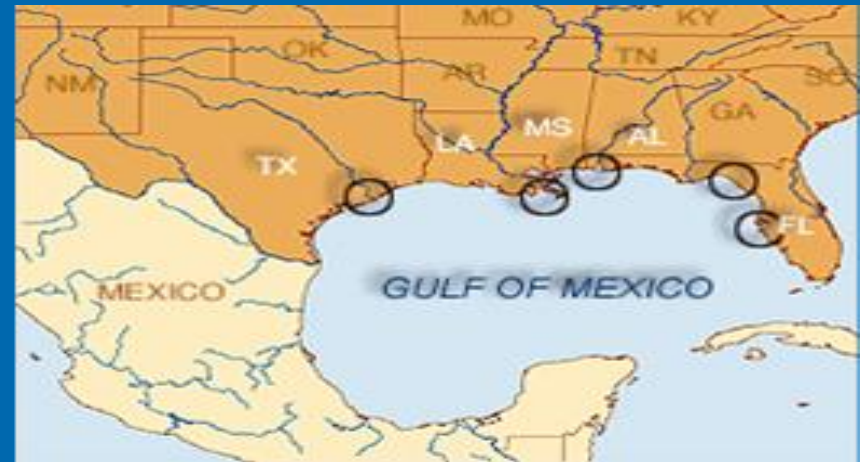 MO
KY
OK
TN
NM
AR
SC
GA
MS
AL
LA
TX
FL
MEXICO
GULF OF MEXICO